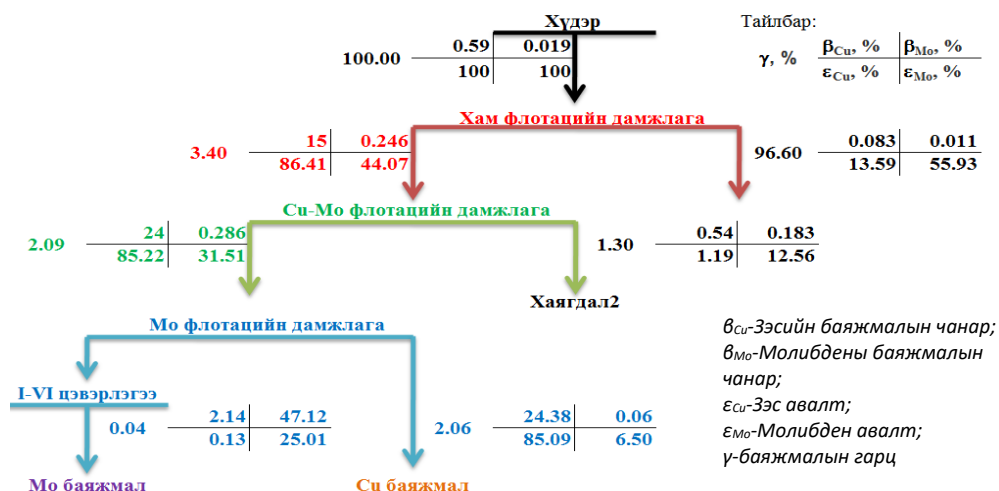 Хүдэр
Тайлбар:
100.00 0.59 0.019
100 100
γ, % βCu, % βMo, %
εCu, % εMo, %
Хам флотацийн дамжлага
3.40 15 0.246
86.41 44.07
96.60 0.083 0.011
13.59 55.93
Cu-Mo флотацийн дамжлага
2.09 24 0.286
85.22 31.51
1.30 0.54 0.183
1.19 12.56
Хаягдал2
Mo флотацийн дамжлага
I-VI цэвэрлэгээ
0.04 2.14 47.12
0.13 25.01
2.06 24.38 0.06
85.09 6.50
Mo баяжмал
Cu баяжмал
вCu-Зэсийн баяжмалын чанар;
вMo-Молибдены баяжмалын
чанар;
εCu-Зэс авалт;
εMo-Молибден авалт;
γ-баяжмалын гарц